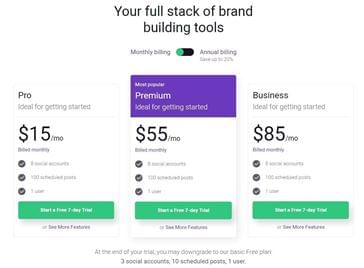 Your full stack of brand
building tools
Monthly billing
Annual billing
Save up to 20%
Pro
Ideal for getting started
$15/mo
Billed monthly
8 social accounts
100 scheduled posts
1 user
Start a Free 7-day Trial
or See More Features
Most popular
Premium
Ideal for getting started
$55/mo
Billed monthly
8 social accounts
100 scheduled posts
1 user
Start a Free 7-day Trial
or See More Features
Business
Ideal for getting started
$85/mo
Billed monthly
8 social accounts
100 scheduled posts
1 user
Start a Free 7-day Trial
or See More Features
At the end of your trial, you may downgrade to our basic Free plan:
3 social accounts, 10 scheduled posts, 1 user.